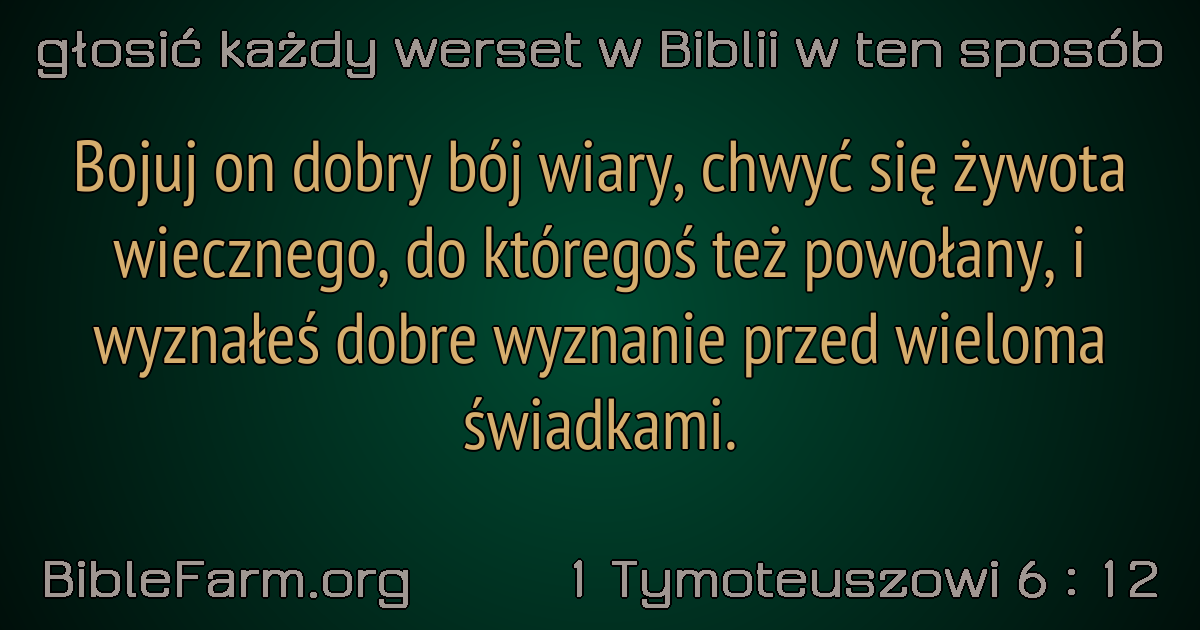 głosić każdy werset w Biblii w ten sposób
Bojuj on dobry bój wiary, chwyć się żywota
wiecznego, do któregoś też powołany, i
wyznałeś dobre wyznanie przed wieloma
świadkami.
BibleFarm.org
1 Tymoteuszowi 6 : 12